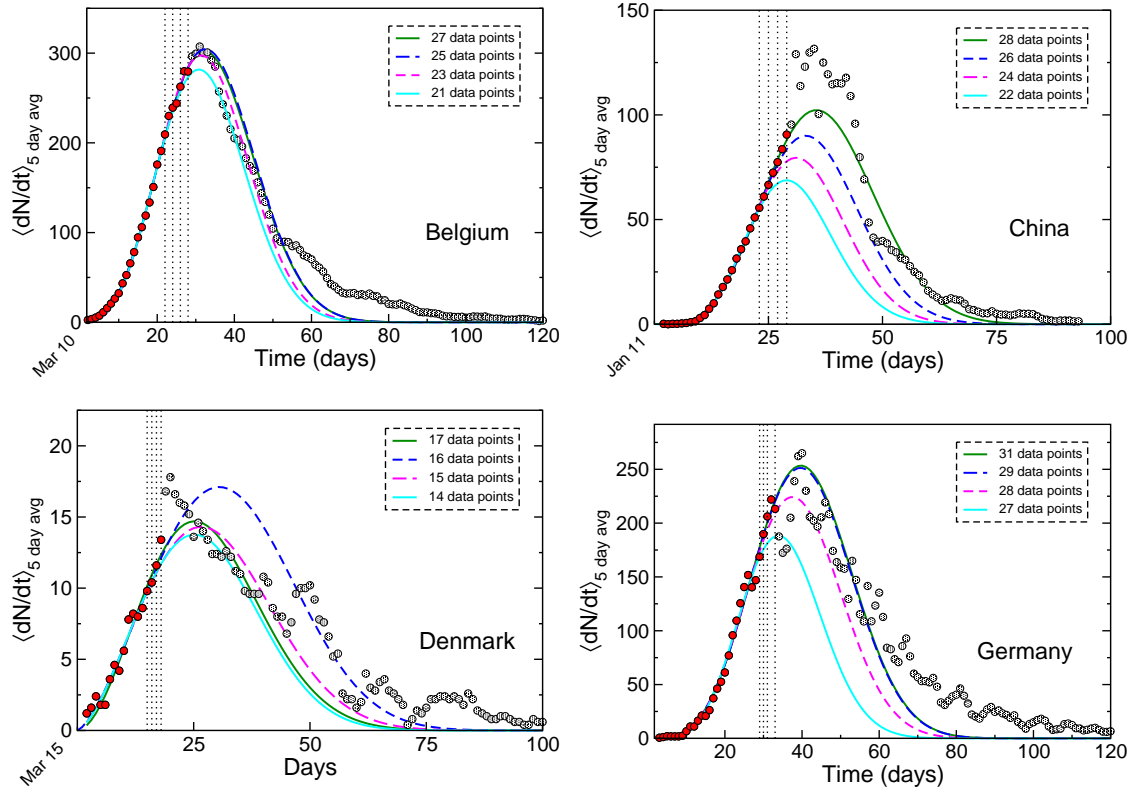 27 data points
25 data points
23 data points
21 data points
Belgium
⟨dN/dt⟩5 day avg
0
100
200
300
Mar 10
20
40
60
80
100
120
Time (days)
28 data points
26 data points
24 data points
22 data points
China
⟨dN/dt⟩5 day avg
0
50
100
150
Jan 11
25
50
75
100
Time (days)
17 data points
16 data points
15 data points
14 data points
Denmark
⟨dN/dt⟩5 day avg
0
5
10
15
20
Mar 15
25
50
75
100
Days
31 data points
29 data points
28 data points
27 data points
Germany
⟨dN/dt⟩5 day avg
0
50
100
150
200
250
20
40
60
80
100
120
Time (days)